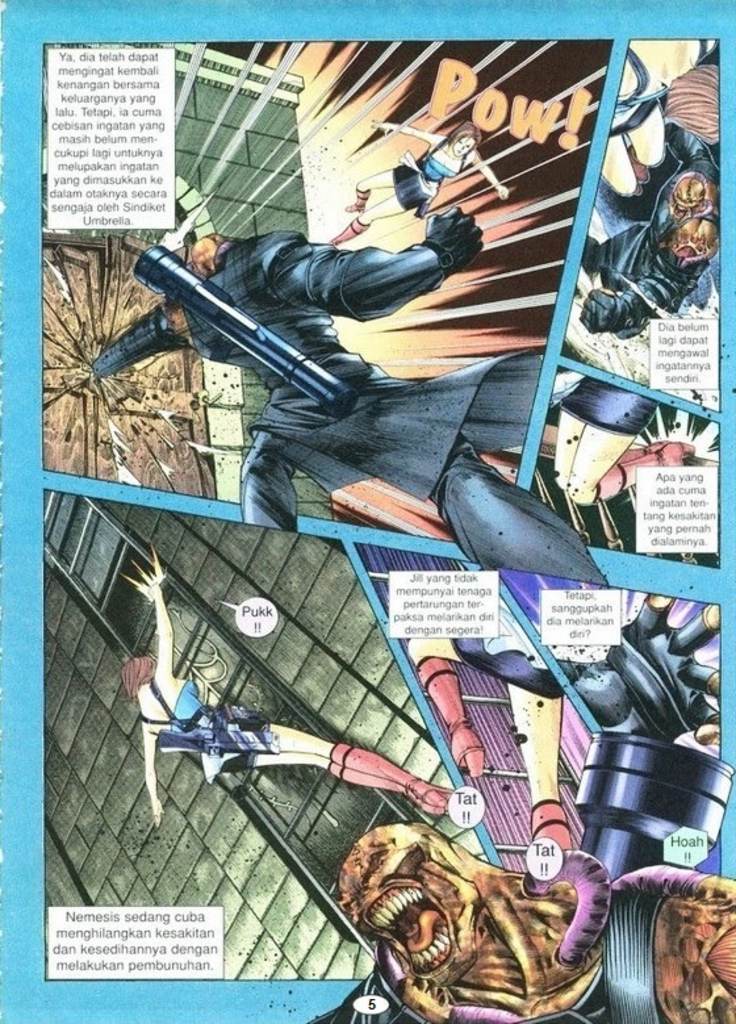 Ya, dia telah dapat
mengingat kembali
kenangan bersama
keluarganya yang
lalu. Tetapi, ia cuma
cebisan ingatan yang
masih belum men-
cukupi lagi untuknya
melupakan ingatan
yang dimasukkan ke
dalam otaknya secara
sengaja oleh Sindiket
Umbrella.
Pow!
Dia belum
lagi dapat
mengawal
ingatannya
sendiri.
Apa yang
ada cuma
ingatan ten-
tang kesakitan
yang pernah
dialaminya.
Pukk
!!
Nemesis sedang cuba
menghilangkan kesakitan
dan kesedihannya dengan
melakukan pembunuhan.
Jill yang tidak
mempunyai tenaga
pertarungan ter-
paksa melarikan diri
dengan segera!
Tetapi,
sanggupkah
dia melarikan
diri?
Tat
!!
Tat
!!
Hoah
!!
5